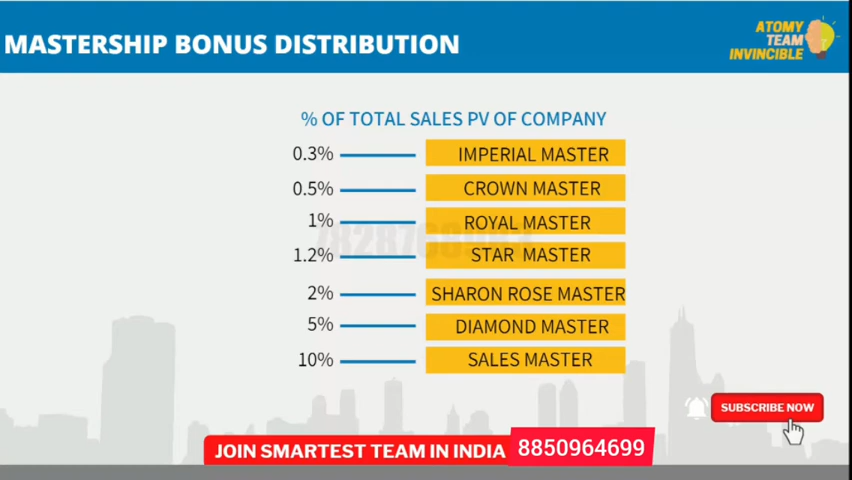 MASTERSHIP BONUS DISTRIBUTION
ATOMY
TEAM
INVINCIBLE
% OF TOTAL SALES PV OF COMPANY
0.3% IMPERIAL MASTER
0.5% CROWN MASTER
1% ROYAL MASTER
1.2% STAR MASTER
2% SHARON ROSE MASTER
5% DIAMOND MASTER
10% SALES MASTER
SUBSCRIBE NOW
JOIN SMARTEST TEAM IN INDIA 8850964699